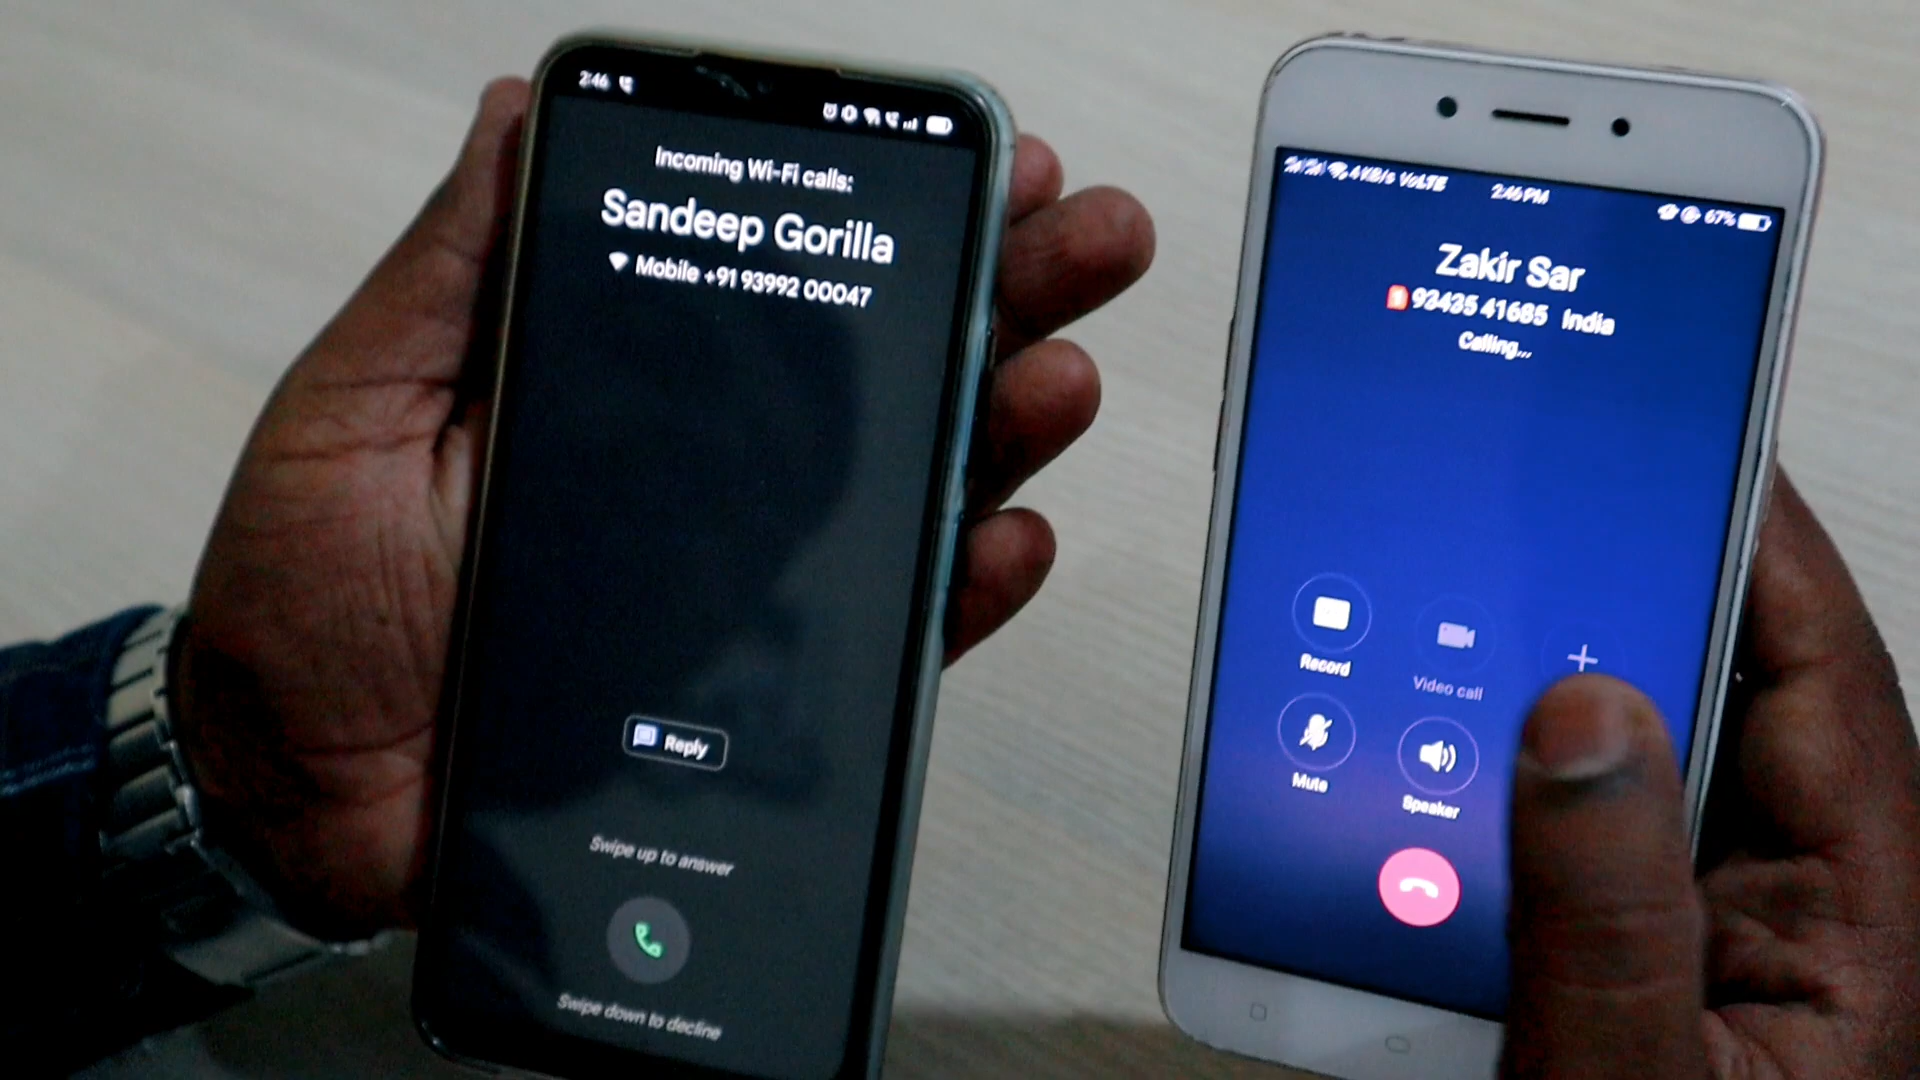 2:46
Incoming Wi-Fi calls:
Sandeep Gorilla
Mobile +91 93992 00047
Reply
Swipe up to answer
Swipe down to decline
4KB/s VoLTE 2:46 PM 67%
Zakir Sar
93435 41685 India
Calling...
Record
Video call
Mute
Speaker